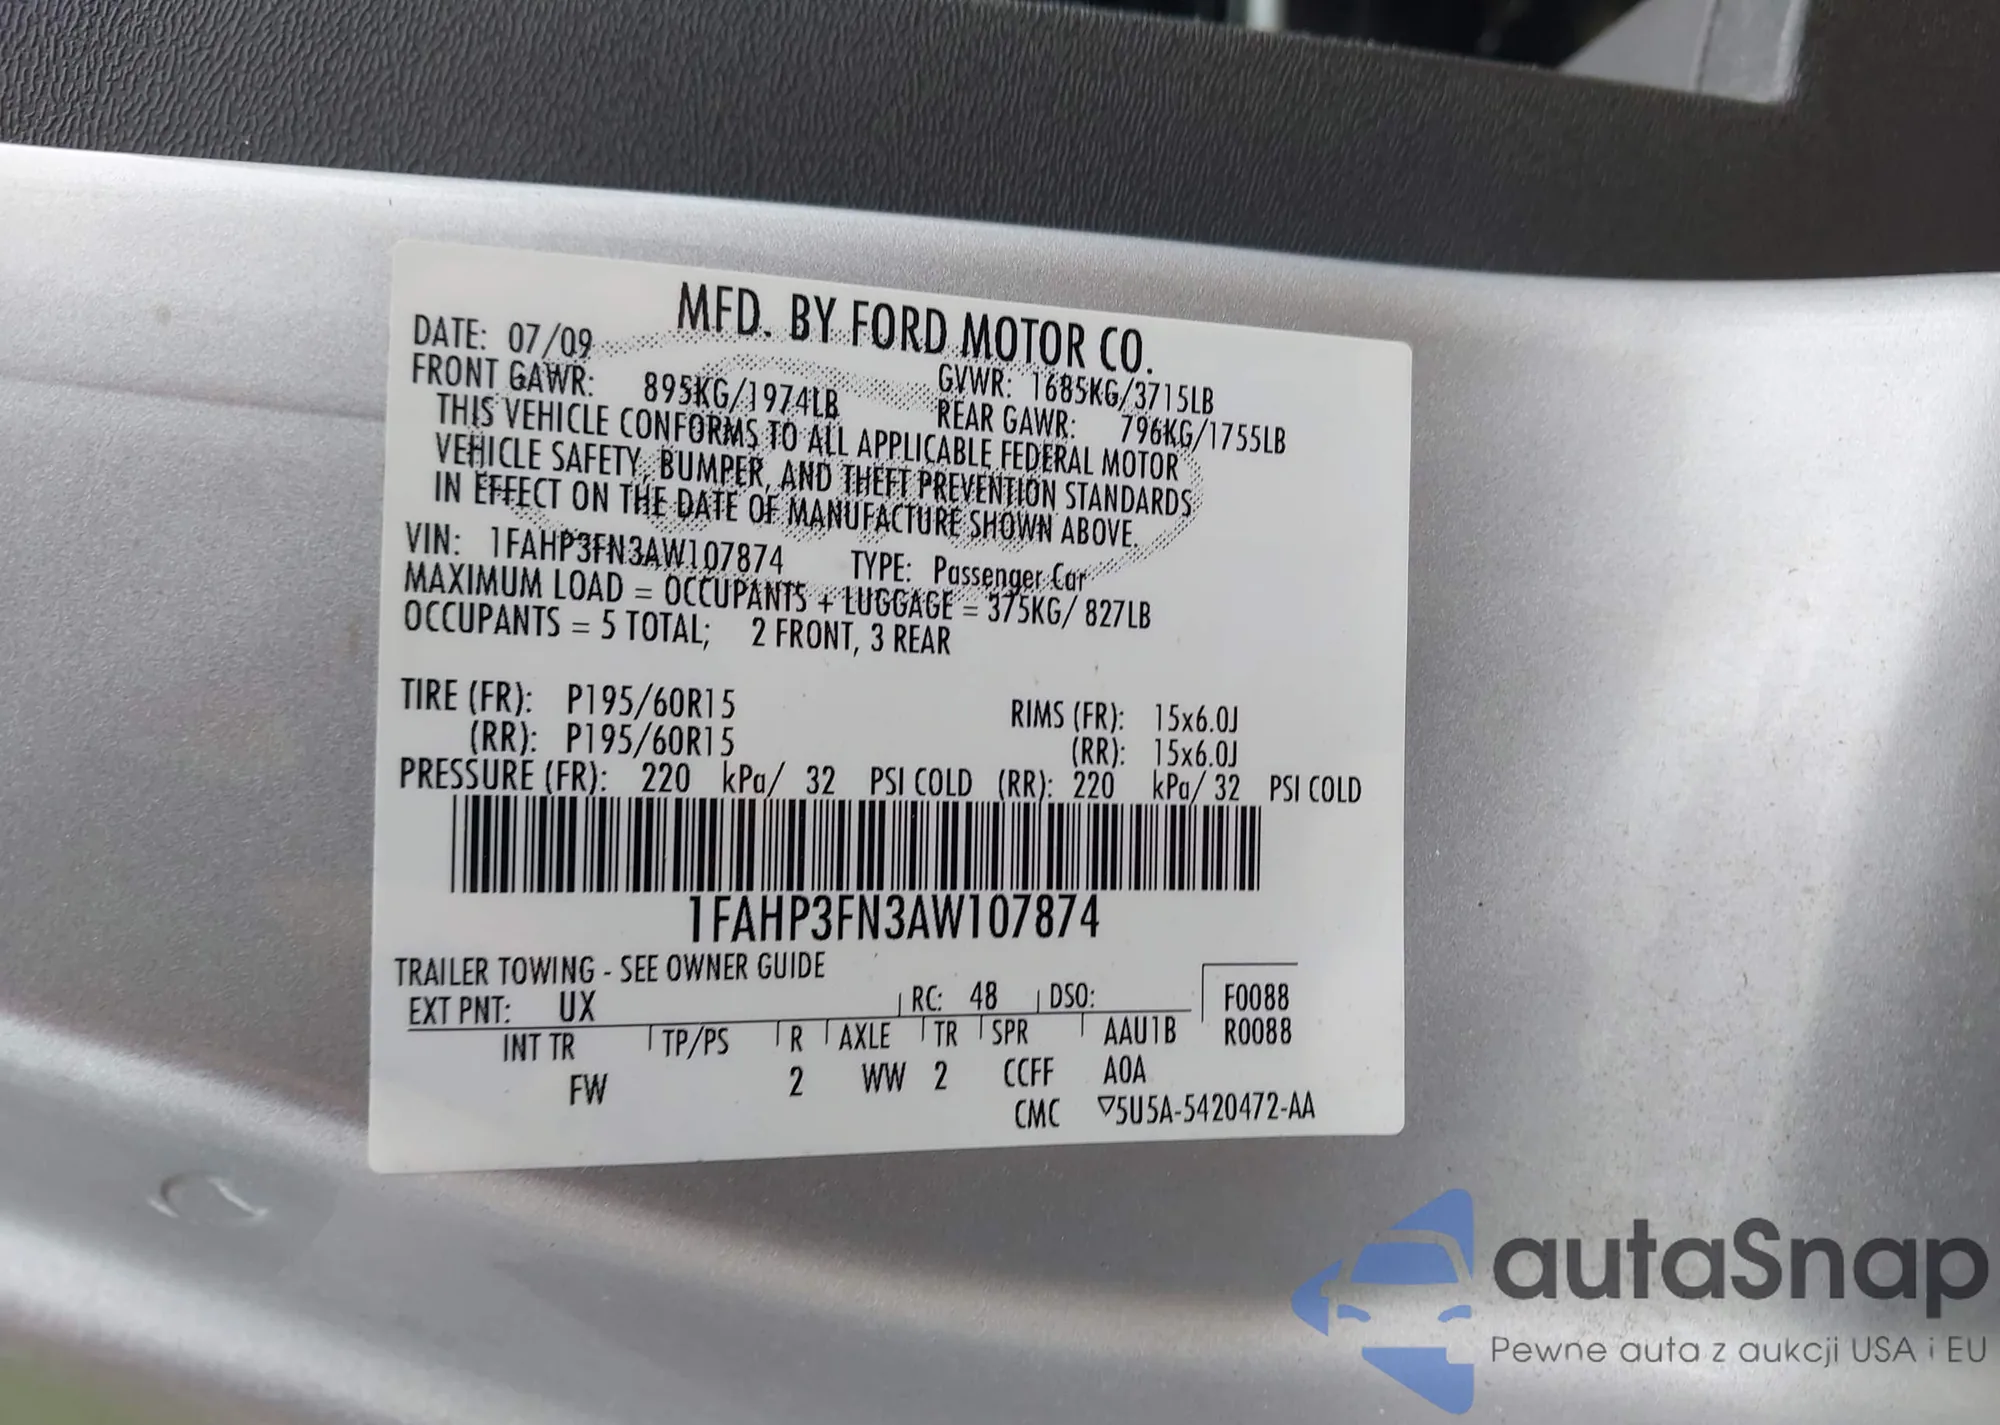 MFD. BY FORD MOTOR CO.
DATE: 07/09
GVWR: 1685KG/3715LB
FRONT GAWR: 895KG/1974LB
REAR GAWR: 796KG/1755LB
THIS VEHICLE CONFORMS TO ALL APPLICABLE FEDERAL MOTOR
VEHICLE SAFETY, BUMPER, AND THEFT PREVENTION STANDARDS
IN EFFECT ON THE DATE OF MANUFACTURE SHOWN ABOVE.
VIN: 1FAHP3FN3AW107874 TYPE: Passenger Car
MAXIMUM LOAD = OCCUPANTS + LUGGAGE = 375KG/ 827LB
OCCUPANTS = 5 TOTAL; 2 FRONT, 3 REAR
TIRE (FR): P195/60R15 RIMS (FR): 15x6.0J
(RR): P195/60R15 (RR): 15x6.0J
PRESSURE (FR): 220 kPa/ 32 PSI COLD (RR): 220 kPa/ 32 PSI COLD
1FAHP3FN3AW107874
TRAILER TOWING - SEE OWNER GUIDE
EXT PNT: UX RC: 48 DSO: F0088
INT TR TP/PS R AXLE TR SPR AAU1B R0088
FW 2 WW 2 CCFF A0A
CMC ▽5U5A-5420472-AA
autaSnap
Pewne auta z aukcji USA i EU